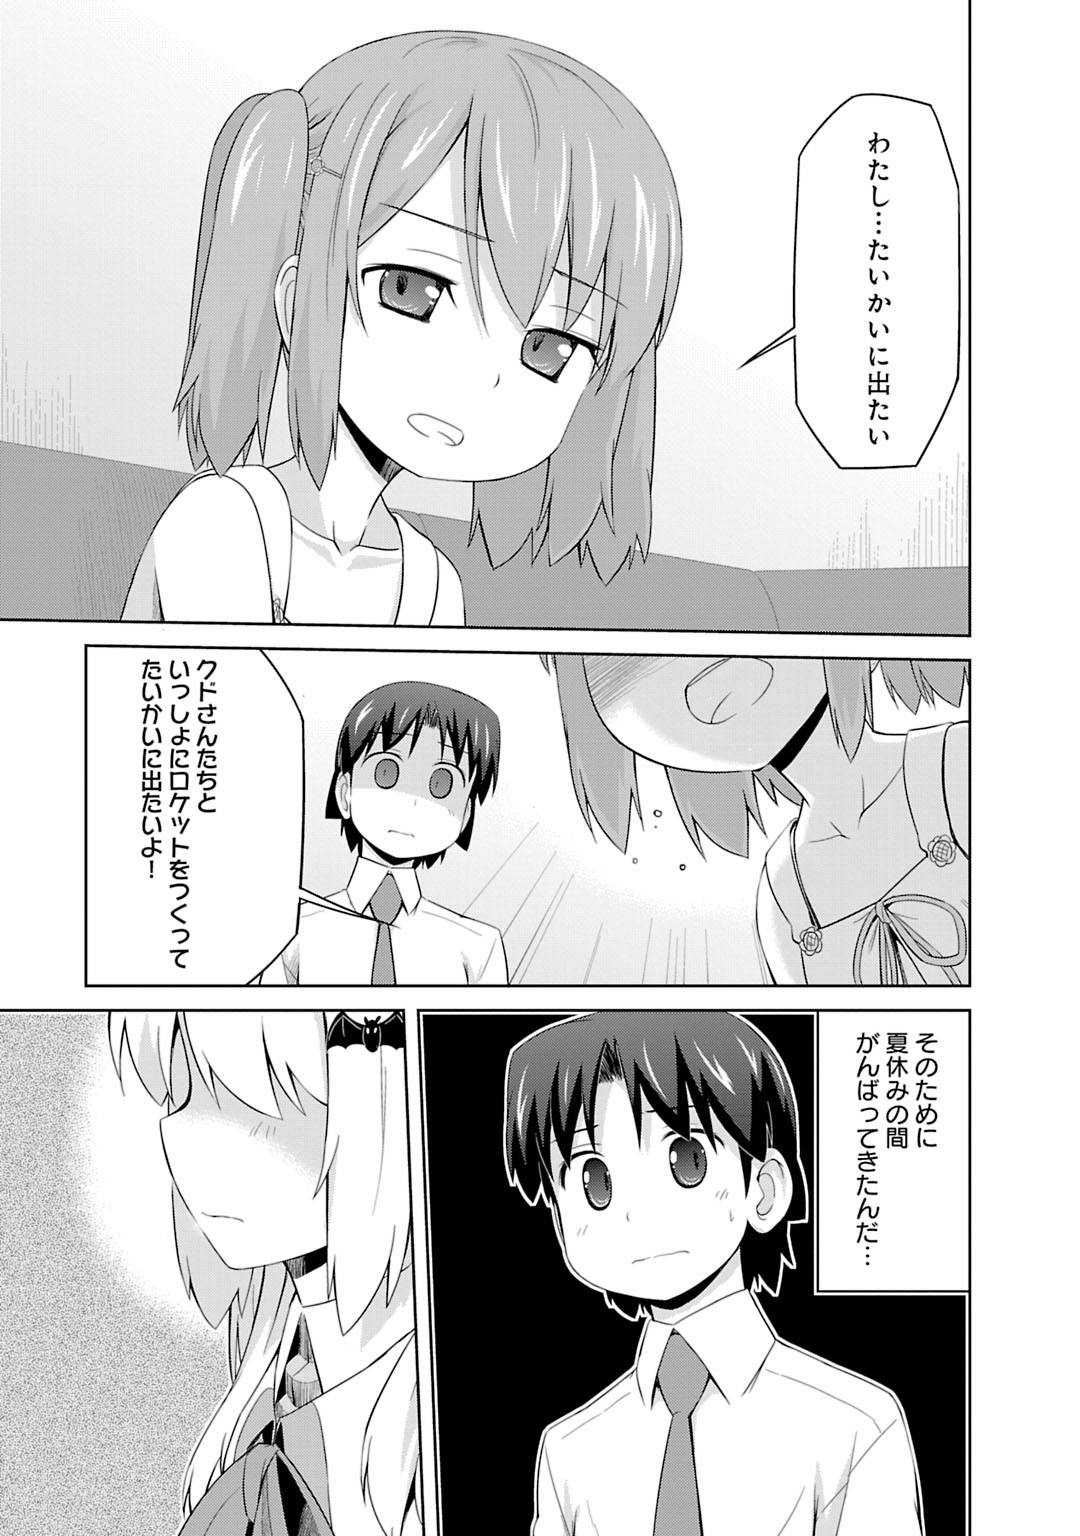 わたし…たいかいに出たい
クドさんたちと
いっしょにロケットをつくって
たいかいに出たいよ！
そのために
夏休みの間
がんばってきたんだ…